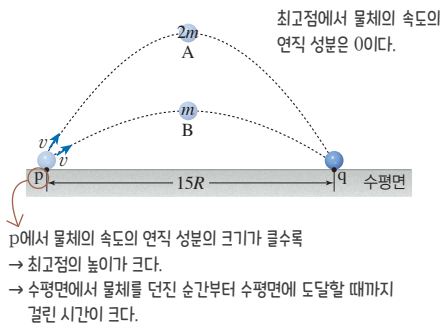 최고점에서 물체의 속도의
연직 성분은 0이다.
2m
A
m
B
v
v
p
15R
q
수평면
p에서 물체의 속도의 연직 성분의 크기가 클수록
→ 최고점의 높이가 크다.
→ 수평면에서 물체를 던진 순간부터 수평면에 도달할 때까지
걸린 시간이 크다.